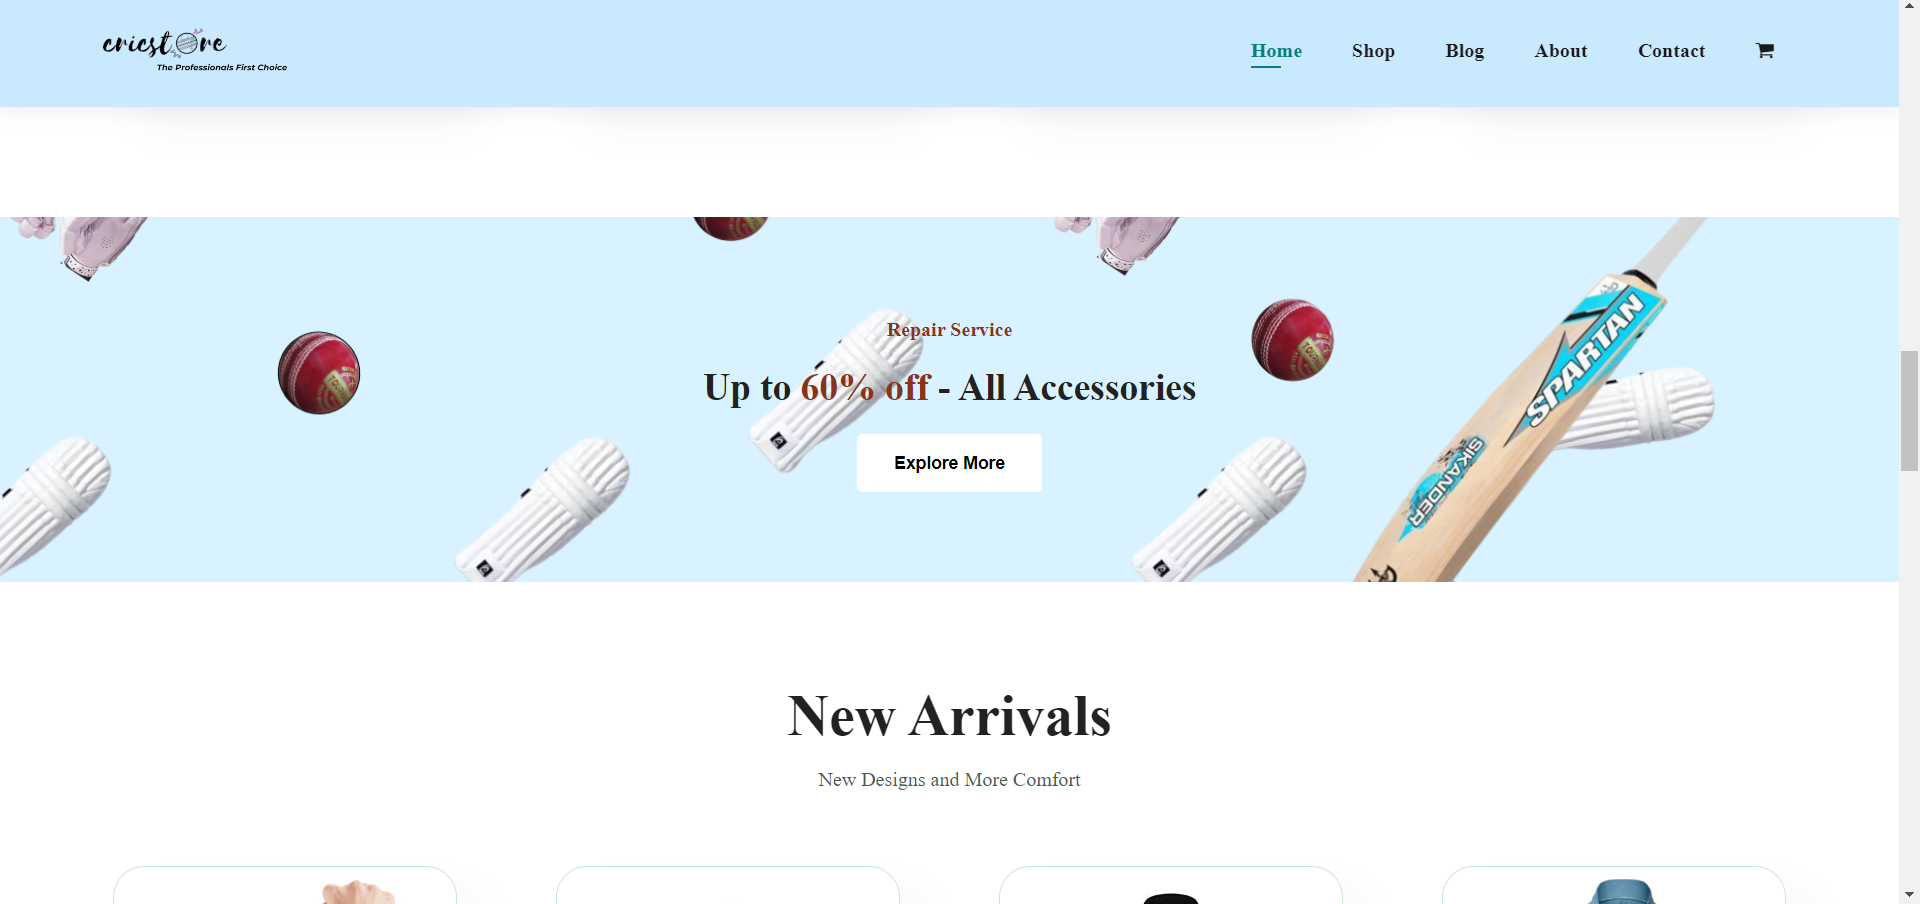 cricstore
The Professionals First Choice
Home
Shop
Blog
About
Contact
Repair Service
Up to 60% off - All Accessories
Explore More
SPARTAN
SIKANDER
New Arrivals
New Designs and More Comfort